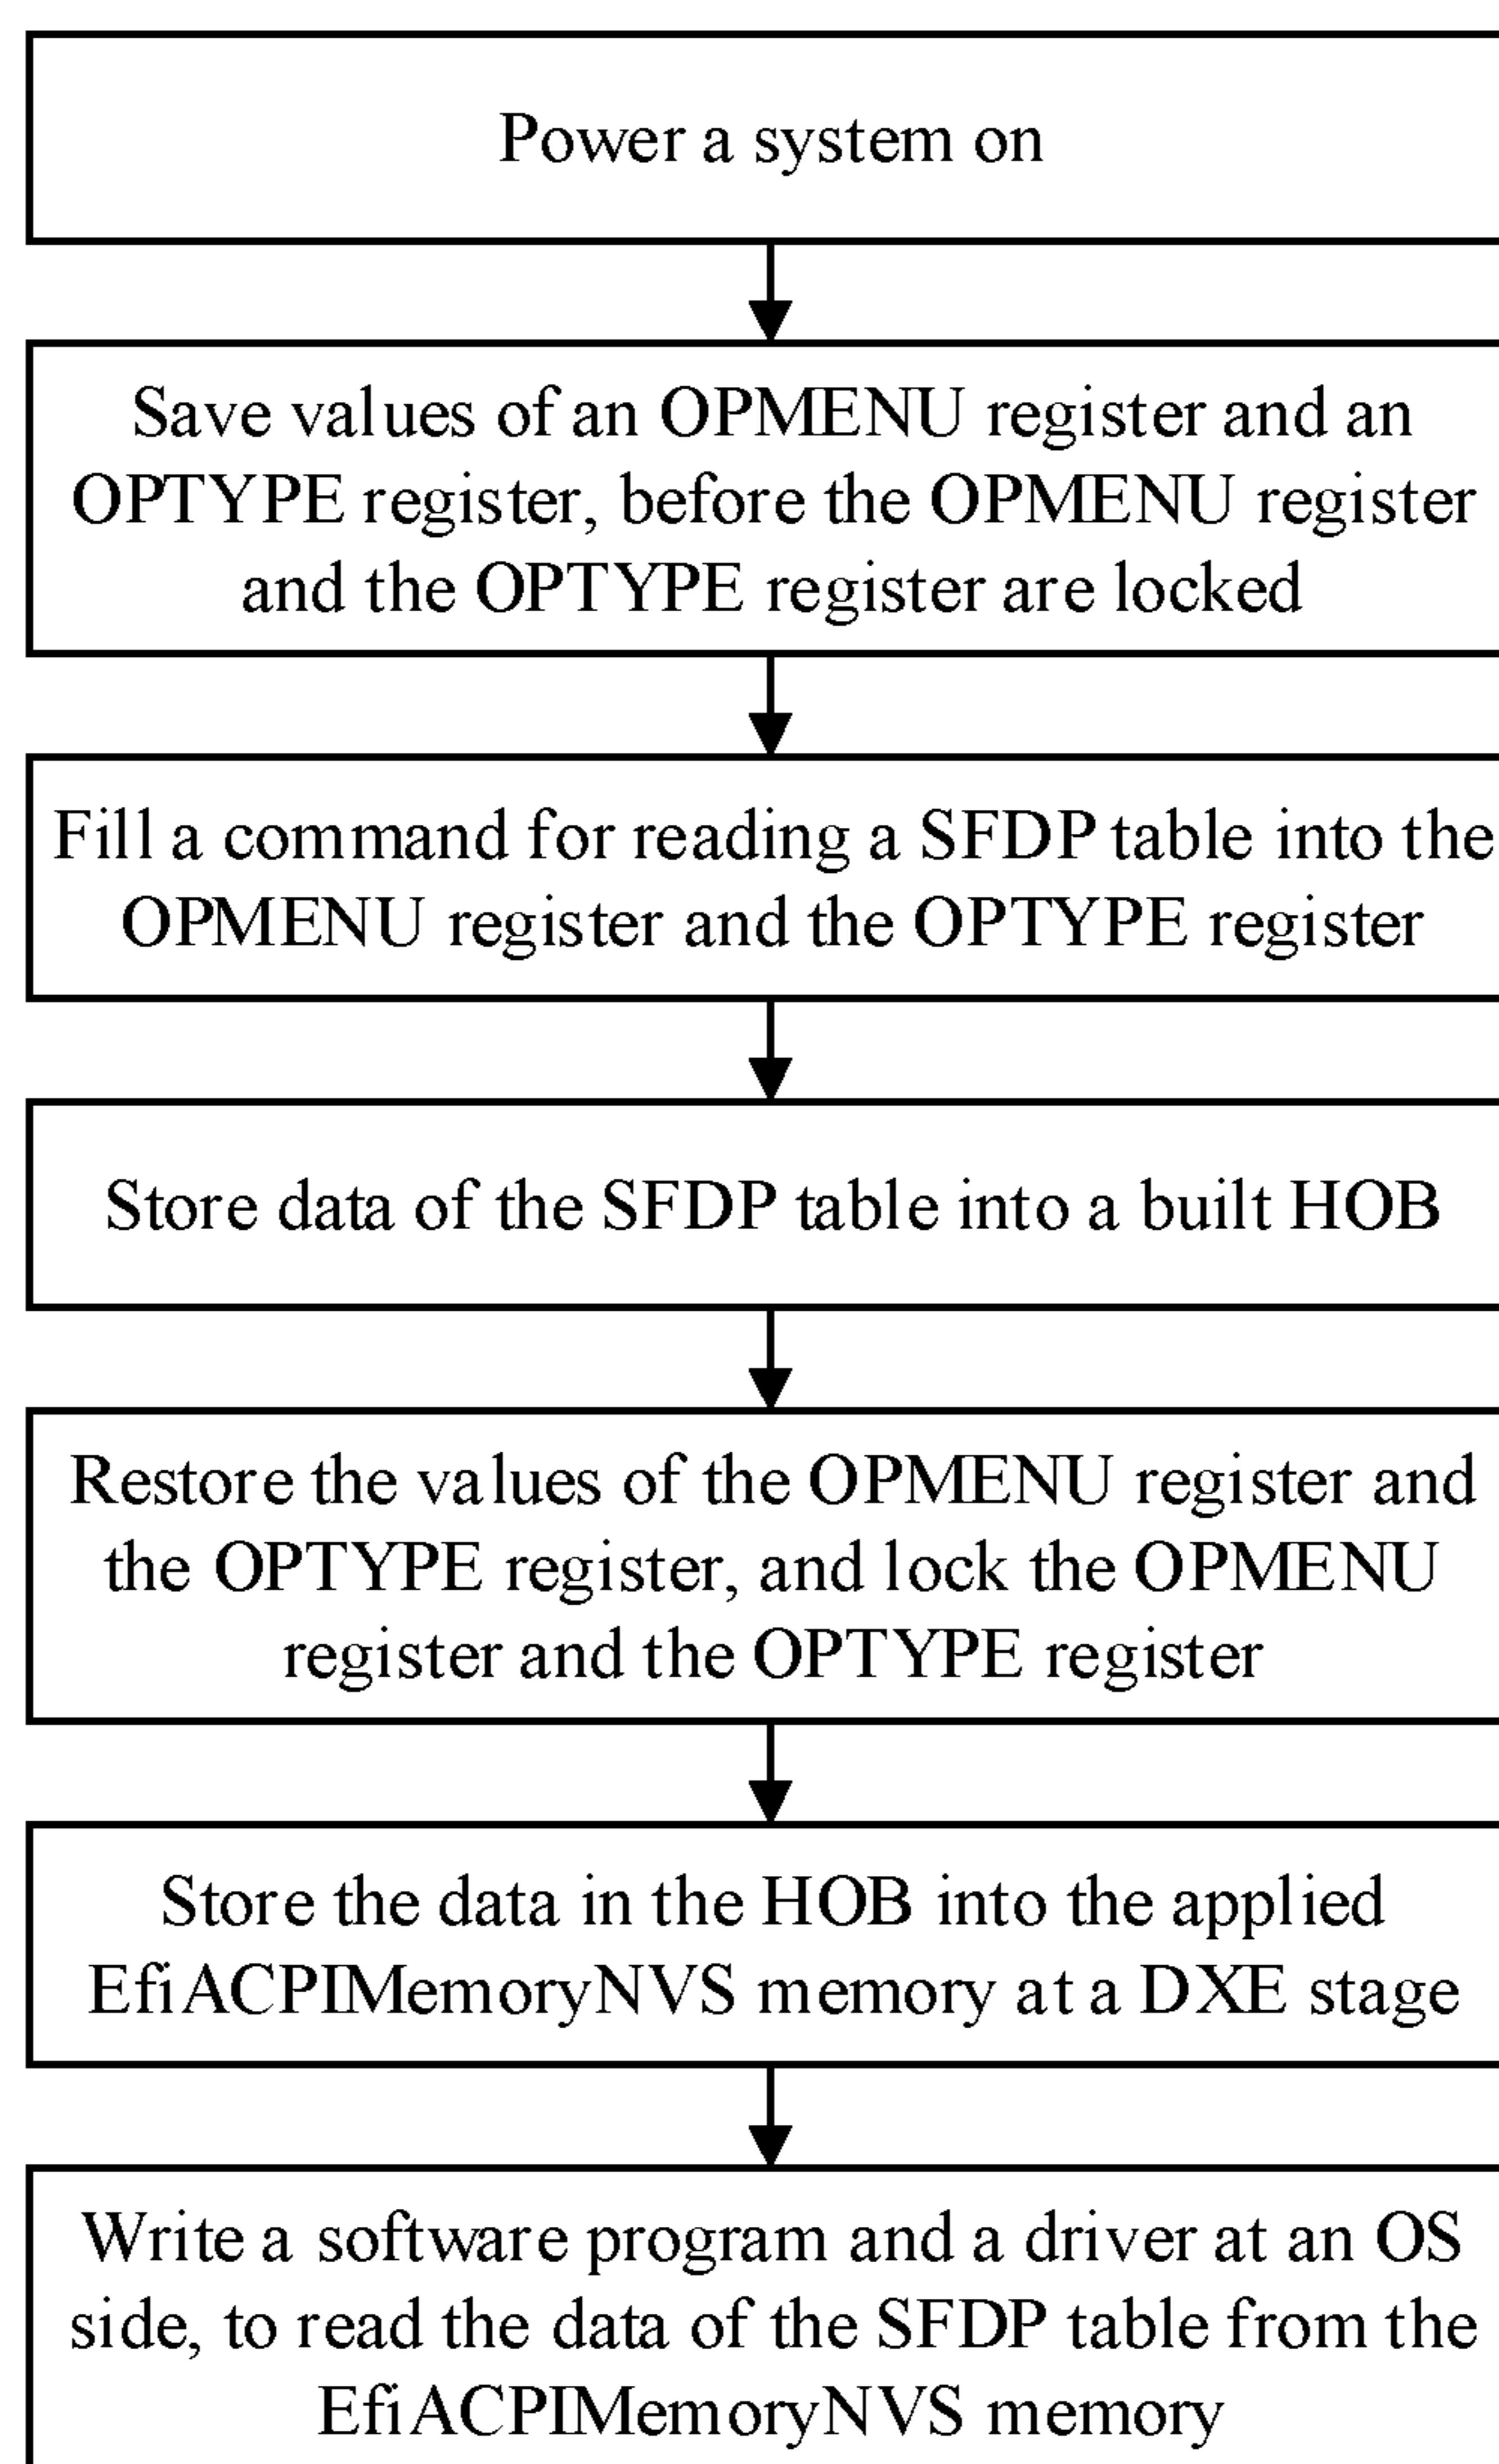 Power a system on
Save values of an OPMENU register and an
OPTYPE register, before the OPMENU register
and the OPTYPE register are locked
Fill a command for reading a SFDP table into the
OPMENU register and the OPTYPE register
Store data of the SFDP table into a built HOB
Restore the values of the OPMENU register and
the OPTYPE register, and lock the OPMENU
register and the OPTYPE register
Store the data in the HOB into the applied
EfiACPIMemoryNVS memory at a DXE stage
Write a software program and a driver at an OS
side, to read the data of the SFDP table from the
EfiACPIMemoryNVS memory